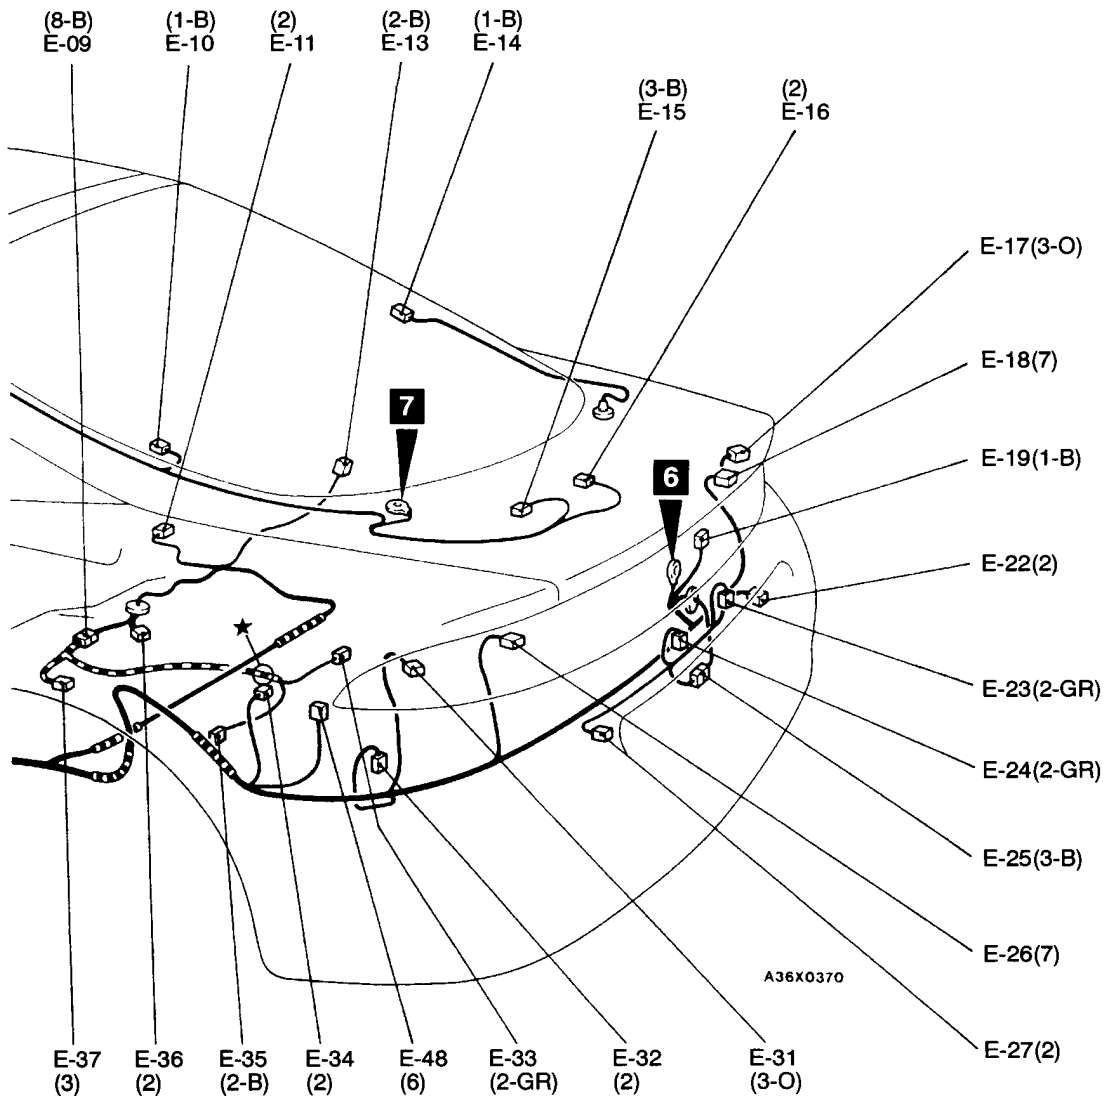 (8-B)
E-09
(1-B)
E-10
(2)
E-11
(2-B)
E-13
(1-B)
E-14
(3-B)
E-15
(2)
E-16
E-17(3-O)
E-18(7)
E-19(1-B)
E-22(2)
E-23(2-GR)
E-24(2-GR)
E-25(3-B)
E-26(7)
E-27(2)
7
6
★
A36X0370
E-37
(3)
E-36
(2)
E-35
(2-B)
E-34
(2)
E-48
(6)
E-33
(2-GR)
E-32
(2)
E-31
(3-O)